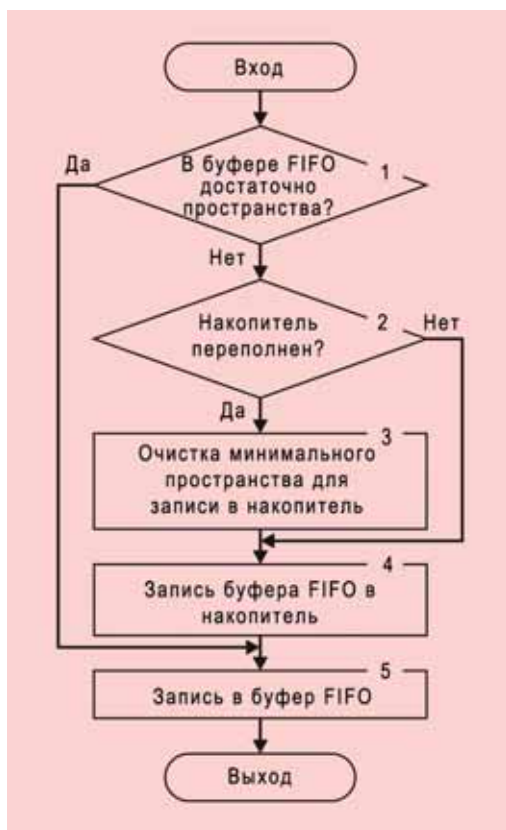 Вход
Да
1
В буфере FIFO
достаточно
пространства?
Нет
2
Нет
Накопитель
переполнен?
Да
3
Очистка минимального
пространства для
записи в накопитель
4
Запись буфера FIFO в
накопитель
5
Запись в буфер FIFO
Выход